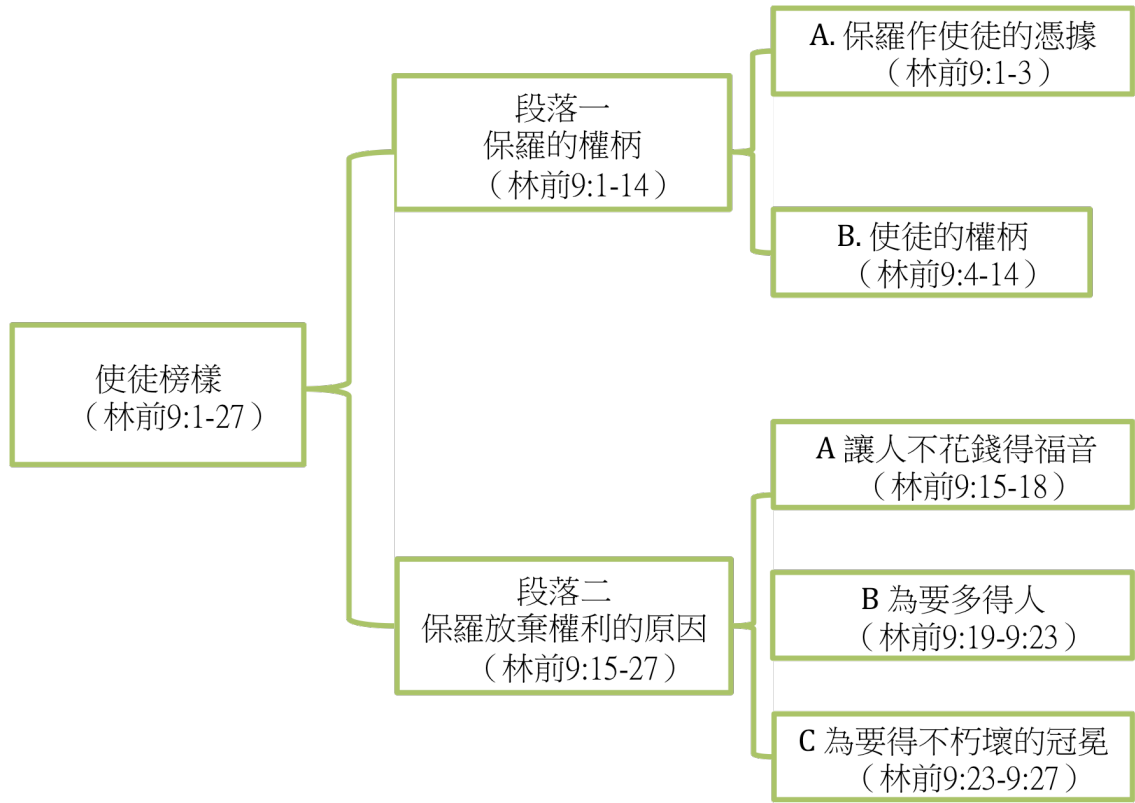 使徒榜樣
（林前9:1-27）
段落一
保羅的權柄
（林前9:1-14）
A. 保羅作使徒的憑據
（林前9:1-3）
B. 使徒的權柄
（林前9:4-14）
段落二
保羅放棄權利的原因
（林前9:15-27）
A 讓人不花錢得福音
（林前9:15-18）
B 為要多得人
（林前9:19-9:23）
C 為要得不朽壞的冠冕
（林前9:23-9:27）